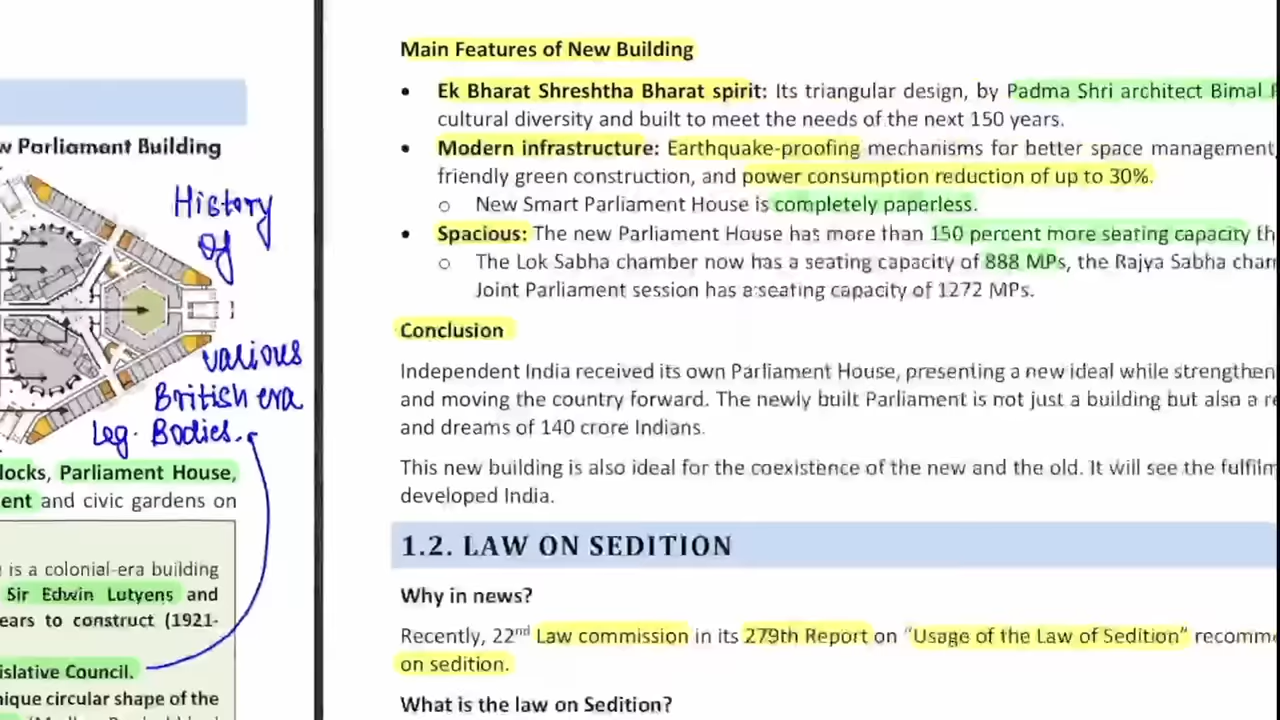 w Parliament Building
History
of
various
British era
Leg. Bodies.
locks, Parliament House,
ent and civic gardens on
is a colonial-era building
Sir Edwin Lutyens and
ears to construct (1921-
islative Council.
nique circular shape of the
Main Features of New Building
• Ek Bharat Shreshtha Bharat spirit: Its triangular design, by Padma Shri architect Bimal
cultural diversity and built to meet the needs of the next 150 years.
• Modern infrastructure: Earthquake-proofing mechanisms for better space management,
friendly green construction, and power consumption reduction of up to 30%.
o New Smart Parliament House is completely paperless.
• Spacious: The new Parliament House has more than 150 percent more seating capacity th
o The Lok Sabha chamber now has a seating capacity of 888 MPs, the Rajya Sabha cham
Joint Parliament session has a seating capacity of 1272 MPs.
Conclusion
Independent India received its own Parliament House, presenting a new ideal while strengthen
and moving the country forward. The newly built Parliament is not just a building but also a re
and dreams of 140 crore Indians.
This new building is also ideal for the coexistence of the new and the old. It will see the fulfilm
developed India.
1.2. LAW ON SEDITION
Why in news?
Recently, 22nd Law commission in its 279th Report on "Usage of the Law of Sedition" recomm
on sedition.
What is the law on Sedition?